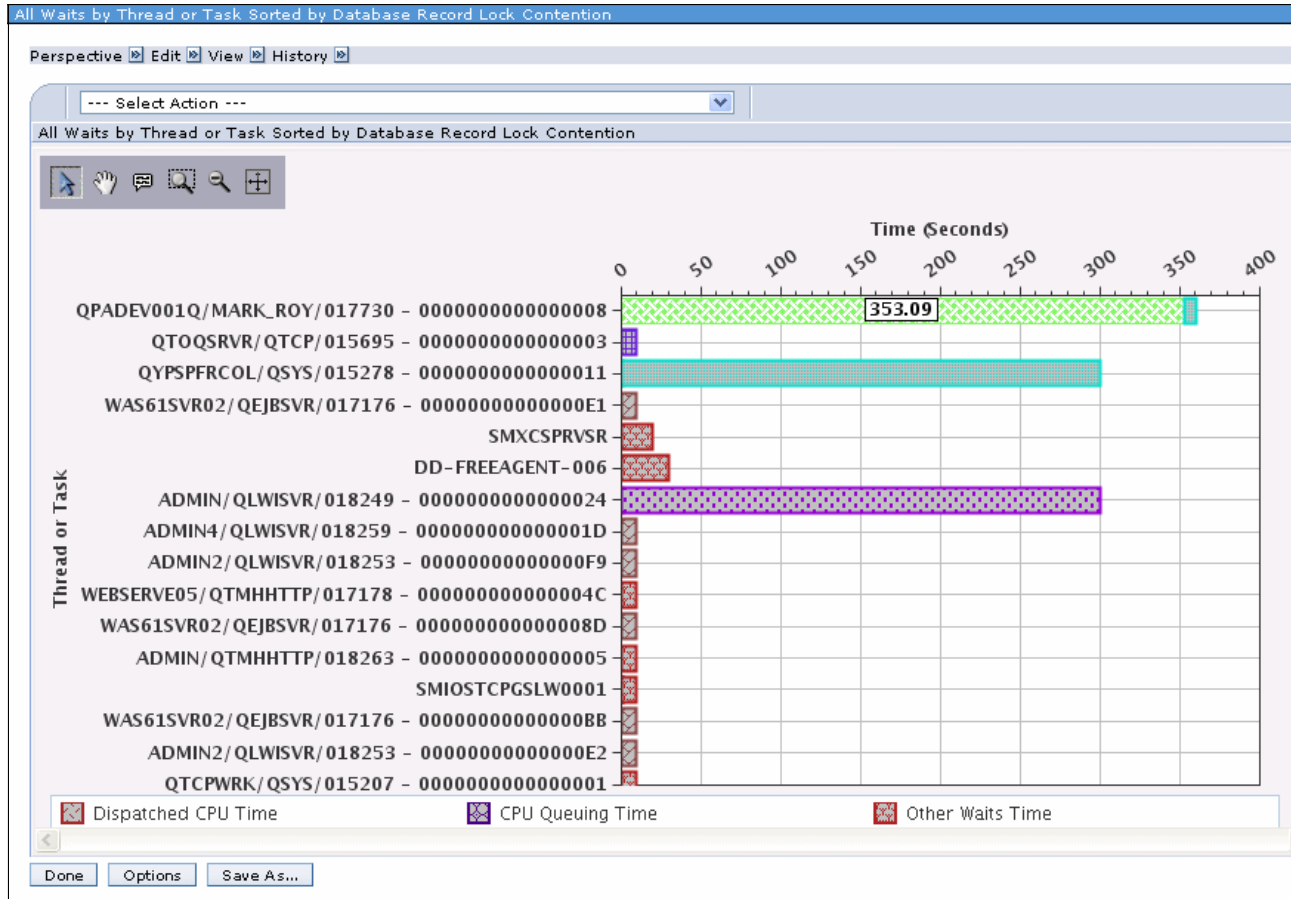 All Waits by Thread or Task Sorted by Database Record Lock Contention
Perspective Edit View History
--- Select Action ---
All Waits by Thread or Task Sorted by Database Record Lock Contention
Time (Seconds)
0 50 100 150 200 250 300 350 400
Thread or Task
QPADEV001Q/MARK_ROY/017730 - 0000000000000008
353.09
QTOQSRVR/QTCP/015695 - 0000000000000003
QYPSPFRCOL/QSYS/015278 - 0000000000000011
WAS61SVR02/QEJBSVR/017176 - 00000000000000E1
SMXCSPRVSR
DD-FREEAGENT-006
ADMIN/QLWISVR/018249 - 0000000000000024
ADMIN4/QLWISVR/018259 - 000000000000001D
ADMIN2/QLWISVR/018253 - 00000000000000F9
WEBSERVE05/QTMHHTTP/017178 - 000000000000004C
WAS61SVR02/QEJBSVR/017176 - 000000000000008D
ADMIN/QTMHHTTP/018263 - 0000000000000005
SMIOSTCPGSLW0001
WAS61SVR02/QEJBSVR/017176 - 00000000000000BB
ADMIN2/QLWISVR/018253 - 00000000000000E2
QTCPWRK/QSYS/015207 - 0000000000000001
Dispatched CPU Time CPU Queuing Time Other Waits Time
Done Options Save As...